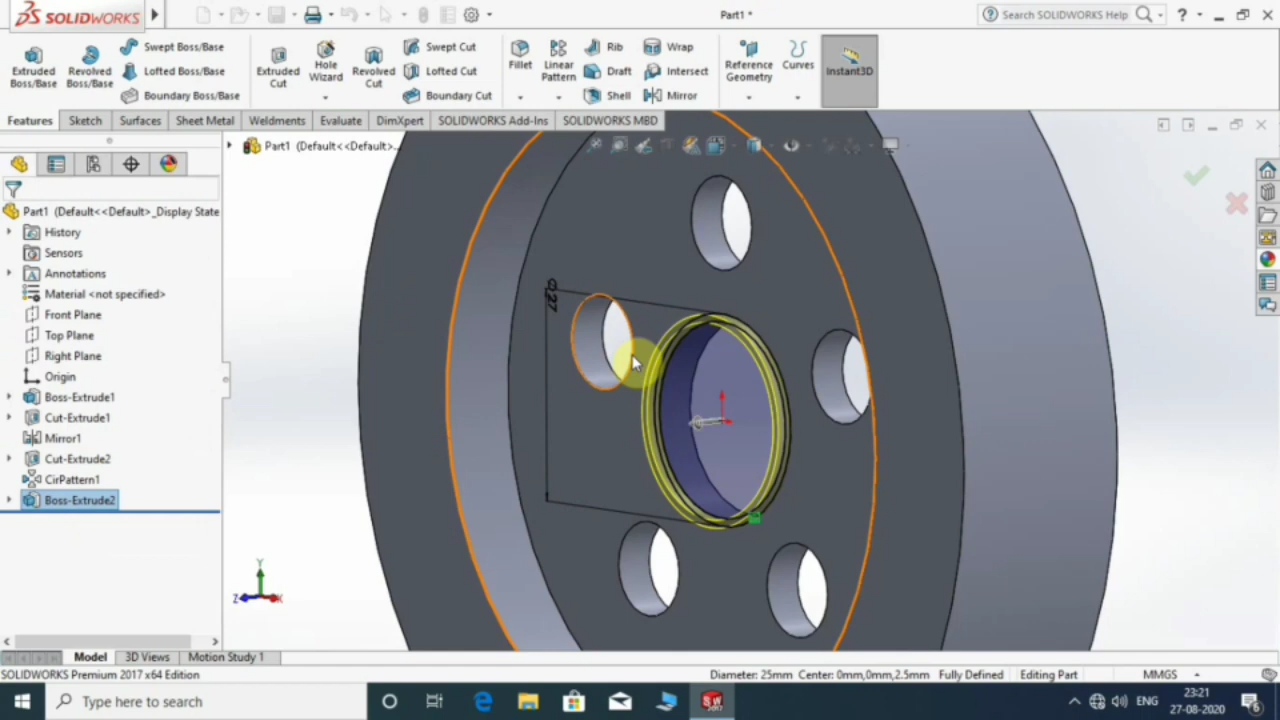 SOLIDWORKS
Part1 *
Search SOLIDWORKS Help
?
Extruded Boss/Base
Revolved Boss/Base
Swept Boss/Base
Lofted Boss/Base
Boundary Boss/Base
Extruded Cut
Hole Wizard
Revolved Cut
Swept Cut
Lofted Cut
Boundary Cut
Fillet
Linear Pattern
Rib
Draft
Shell
Wrap
Intersect
Mirror
Reference Geometry
Curves
Instant3D
Features
Sketch
Surfaces
Sheet Metal
Weldments
Evaluate
DimXpert
SOLIDWORKS Add-Ins
SOLIDWORKS MBD
Part1 (Default<<Default>_...
Part1 (Default<<Default>_Display State
History
Sensors
Annotations
Material <not specified>
Front Plane
Top Plane
Right Plane
Origin
Boss-Extrude1
Cut-Extrude1
Mirror1
Cut-Extrude2
CirPattern1
Boss-Extrude2
⌀27
Y
Z
X
Model
3D Views
Motion Study 1
SOLIDWORKS Premium 2017 x64 Edition
Diameter: 25mm Center: 0mm,0mm,2.5mm
Fully Defined
Editing Part
MMGS
Type here to search
SW
2017
ENG
23:21
27-08-2020
6